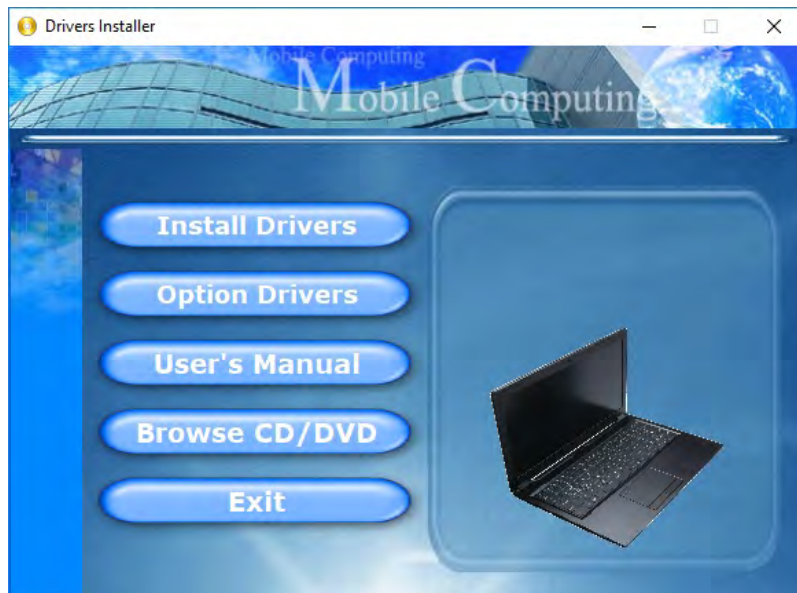 Drivers Installer
Mobile Computing
Mobile Computing
Install Drivers
Option Drivers
User's Manual
Browse CD/DVD
Exit